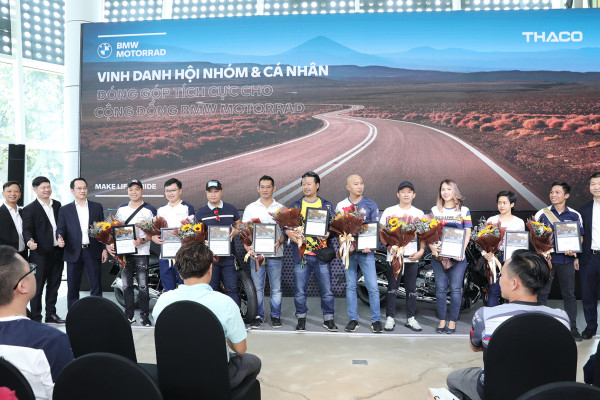 BMW
MOTORRAD
THACO
VINH DANH HỘI NHÓM & CÁ NHÂN
ĐÓNG GÓP TÍCH CỰC CHO
CỘNG ĐỒNG BMW MOTORRAD
MAKE LIFE A RIDE